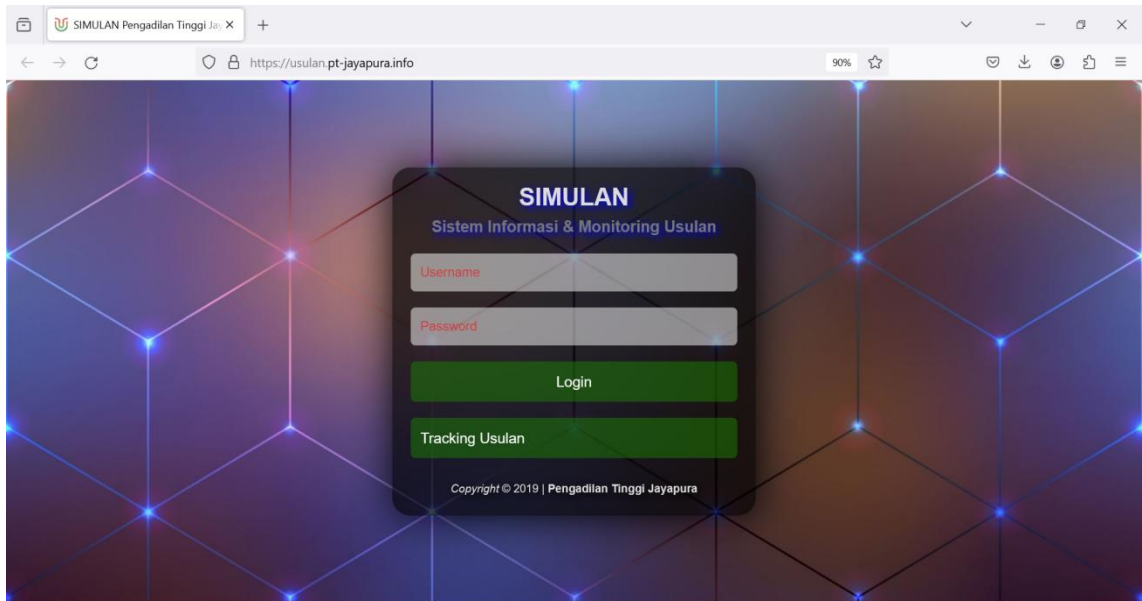 SIMULAN Pengadilan Tinggi Jay
https://usulan.pt-jayapura.info
90%
SIMULAN
Sistem Informasi & Monitoring Usulan
Username
Password
Login
Tracking Usulan
Copyright © 2019 | Pengadilan Tinggi Jayapura